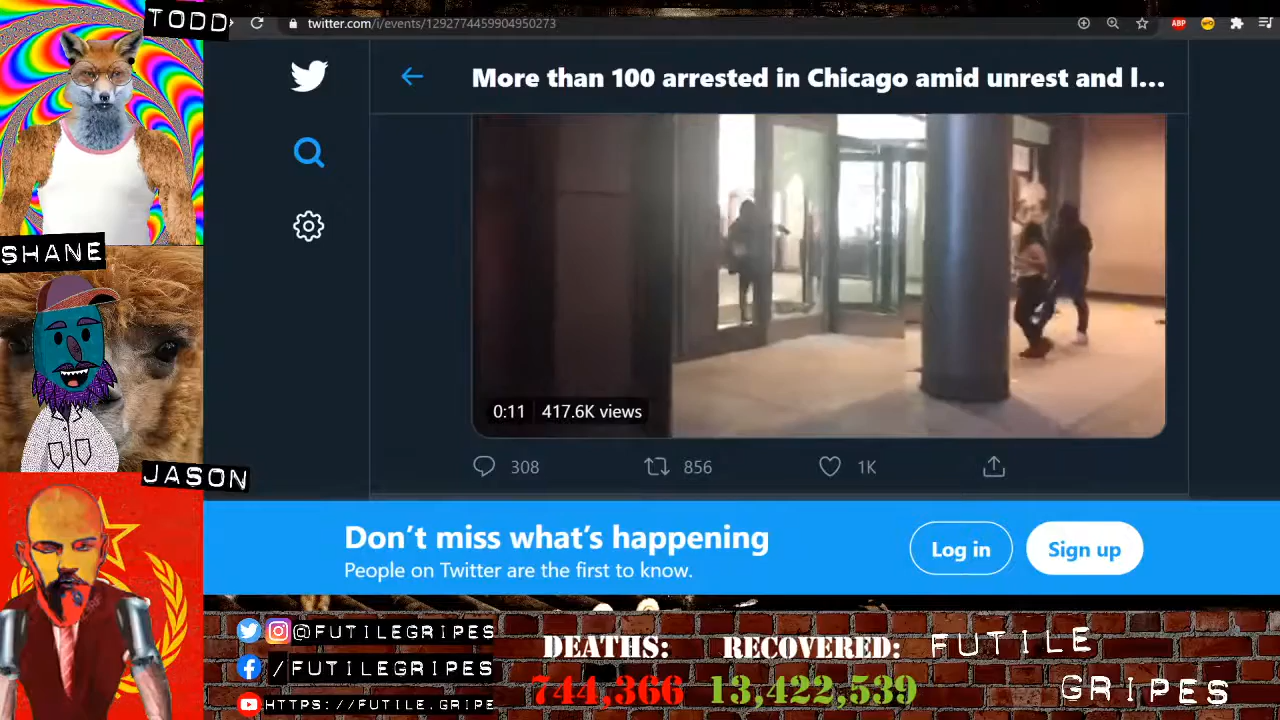 TODD
twitter.com/i/events/1292774459904950273
ABP
More than 100 arrested in Chicago amid unrest and l...
SHANE
0:11 417.6K views
308 856 1K
JASON
Don't miss what's happening
People on Twitter are the first to know.
Log in
Sign up
@FUTILEGRIPES
/FUTILEGRIPES
HTTPS://FUTILE.GRIPE
DEATHS:
744,366
RECOVERED:
13,422,539
FUTILE
GRIPES